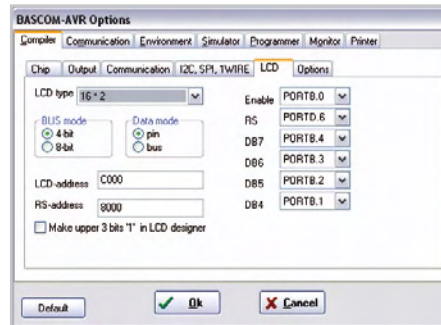 BASCOM-AVR Options
Compiler Communication Environment Simulator Programmer Monitor Printer
Chip Output Communication I2C, SPI, 1WIRE LCD Options
LCD type 16 * 2 Enable PORTB.0
RS PORTD.6
BUS mode Data mode
4-bit pin DB7 PORTB.4
8-bit bus DB6 PORTB.3
LCD-address C000 DB5 PORTB.2
RS-address 8000 DB4 PORTB.1
Make upper 3 bits '1' in LCD designer
Default Ok Cancel